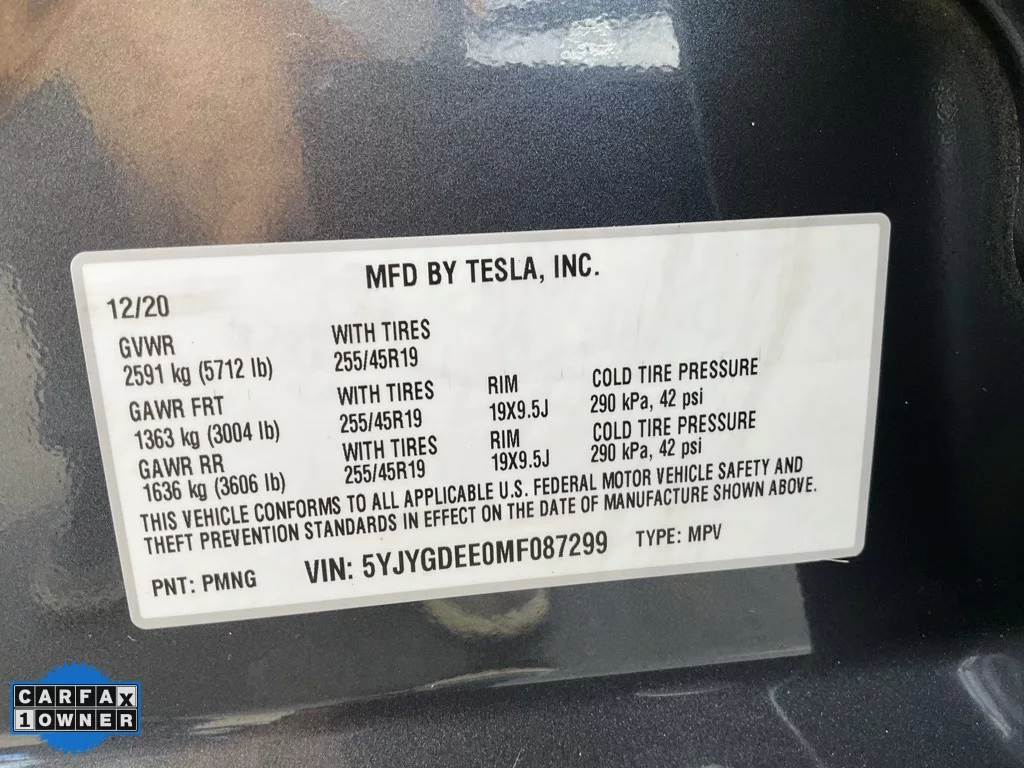 MFD BY TESLA, INC.
12/20
GVWR
2591 kg (5712 lb)
WITH TIRES
255/45R19
GAWR FRT
1363 kg (3004 lb)
WITH TIRES
255/45R19
RIM
19X9.5J
COLD TIRE PRESSURE
290 kPa, 42 psi
GAWR RR
1636 kg (3606 lb)
WITH TIRES
255/45R19
RIM
19X9.5J
COLD TIRE PRESSURE
290 kPa, 42 psi
THIS VEHICLE CONFORMS TO ALL APPLICABLE U.S. FEDERAL MOTOR VEHICLE SAFETY AND
THEFT PREVENTION STANDARDS IN EFFECT ON THE DATE OF MANUFACTURE SHOWN ABOVE.
PNT: PMNG VIN: 5YJYGDEE0MF087299 TYPE: MPV
CARFAX
1 OWNER